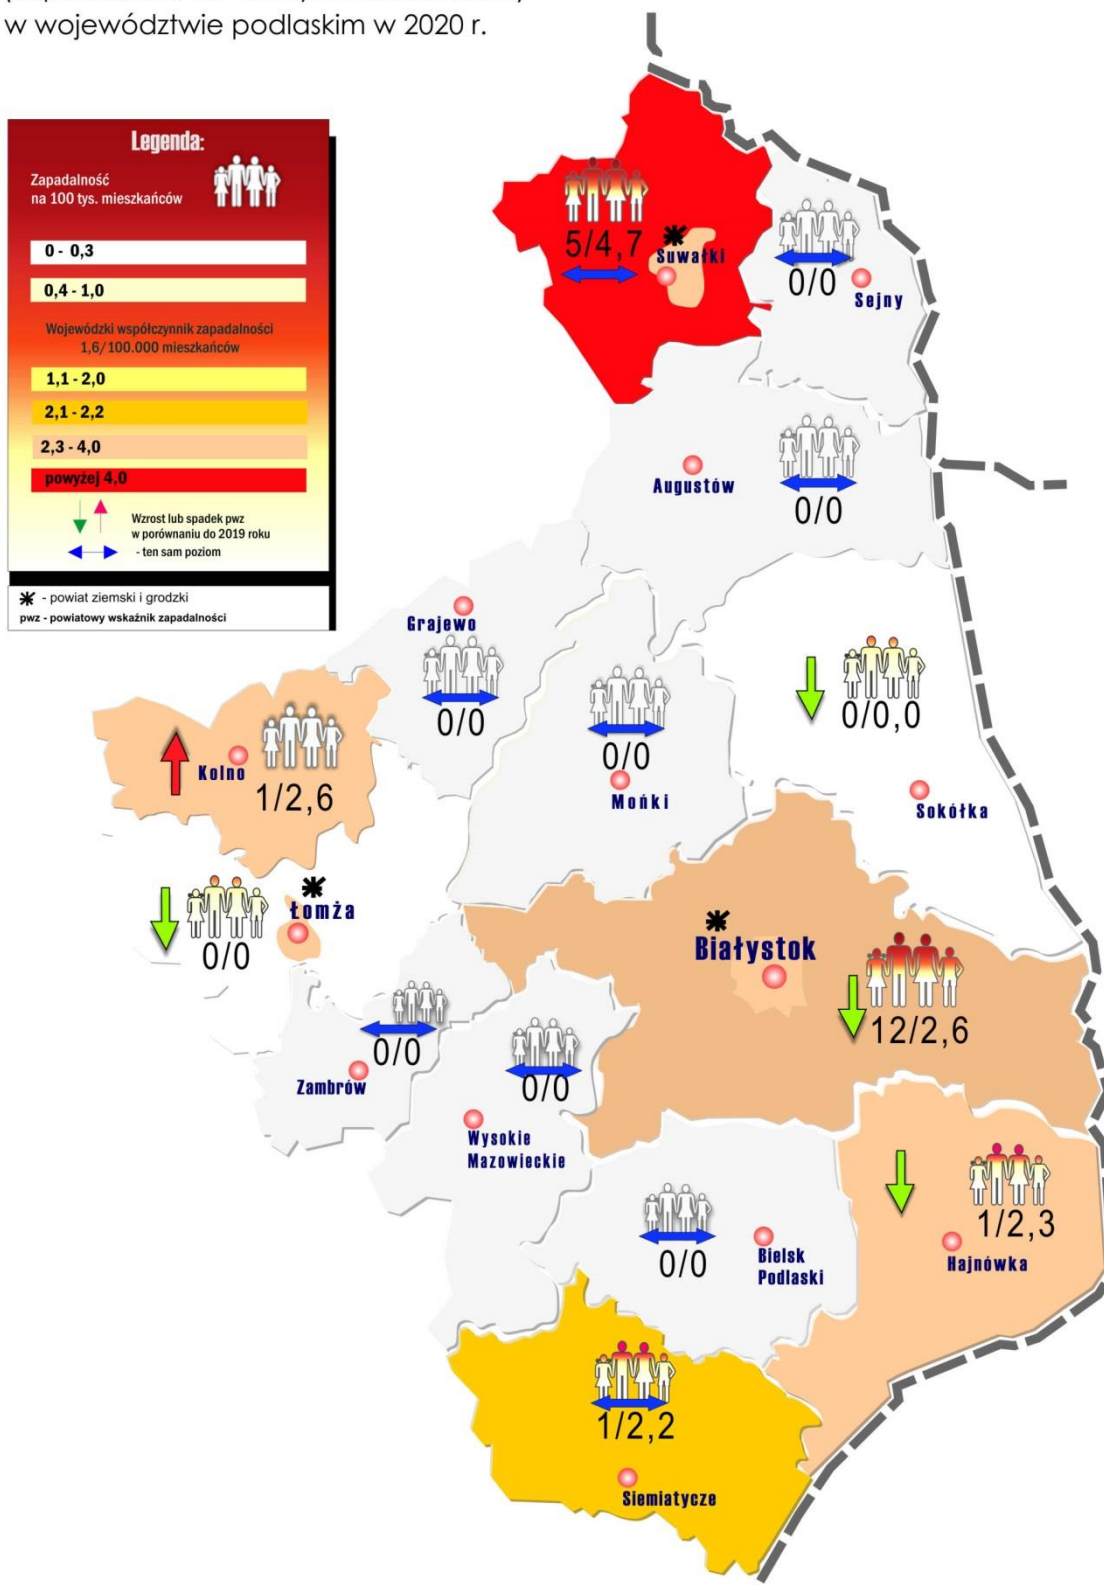 w województwie podlaskim w 2020 r.
Legenda:
Zapadalność
na 100 tys. mieszkańców
0 - 0,3
0,4 - 1,0
Wojewódzki współczynnik zapadalności
1,6/100.000 mieszkańców
1,1 - 2,0
2,1 - 2,2
2,3 - 4,0
powyżej 4,0
Wzrost lub spadek pwz
w porównaniu do 2019 roku
- ten sam poziom
- powiat ziemski i grodzki
pwz - powiatowy wskaźnik zapadalności
5/4,7
Suwałki
0/0
Sejny
Augustów
0/0
Grajewo
0/0
0/0
Mońki
0/0,0
Sokółka
Kolno
1/2,6
Łomża
0/0
Białystok
12/2,6
0/0
Zambrów
0/0
Wysokie
Mazowieckie
1/2,3
Hajnówka
0/0
Bielsk
Podlaski
1/2,2
Siemiatycze